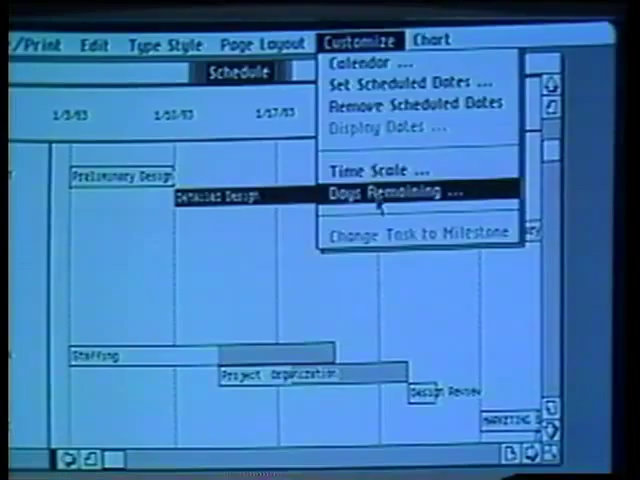 /Print Edit Type Style Page Layout Customize Chart
Schedule
Calendar ...
Set Scheduled Dates ...
Remove Scheduled Dates
Display Dates ...
Time Scale ...
Days Remaining ...
Change Task to Milestone
1/3/83 1/10/83 1/17/83
Preliminary Design
Detailed Design
Staffing
Project Organization
Design Review
MARKETING